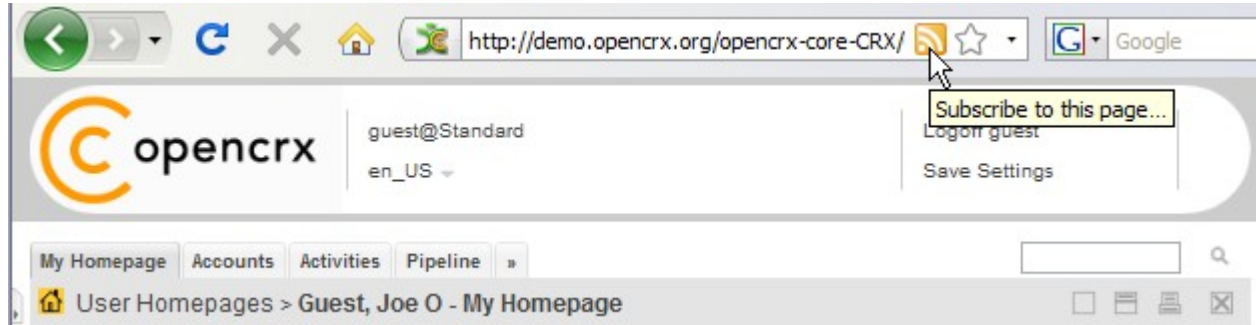 http://demo.opencrx.org/opencrx-core-CRX/
G Google
Subscribe to this page...
opencrx
guest@Standard
Logoff guest
en_US
Save Settings
My Homepage Accounts Activities Pipeline »
User Homepages > Guest, Joe O - My Homepage